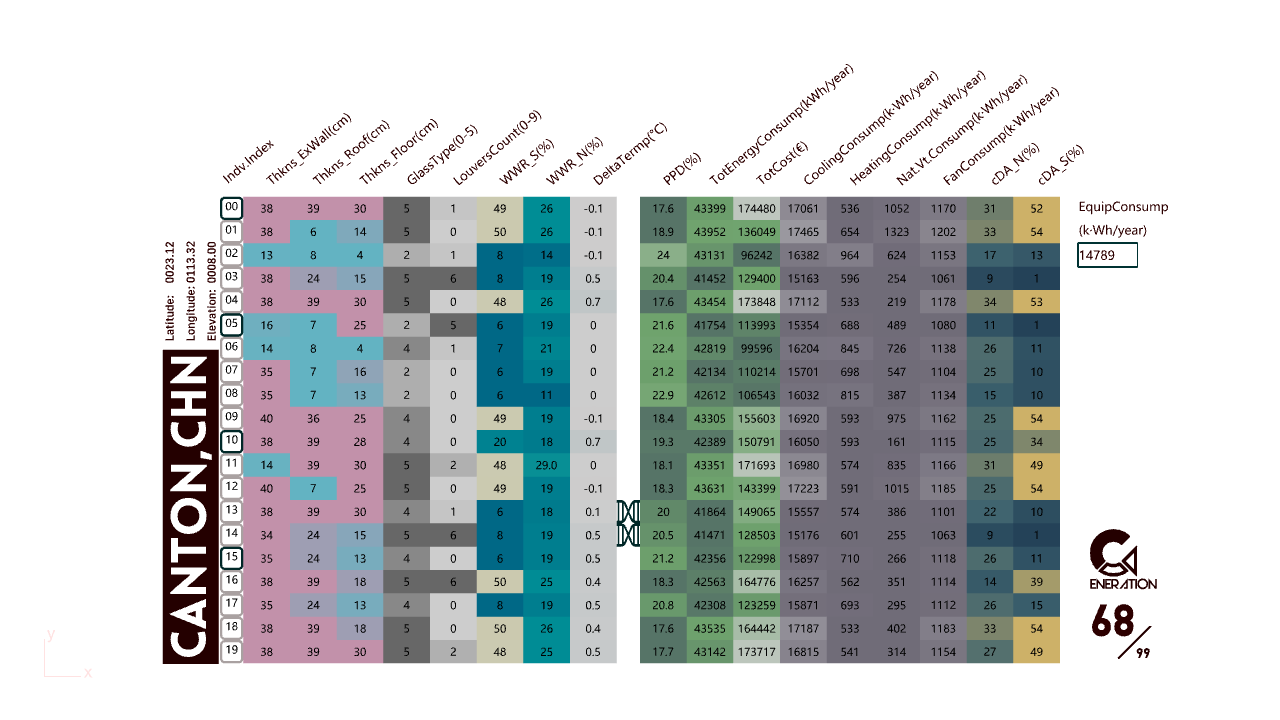 Indv.Index Thkns_ExWall(cm) Thkns_Roof(cm) Thkns_Floor(cm) GlassType(0-5) LouversCount(0-9) WWR_S(%) WWR_N(%) DeltaTermp(°C) PPD(%) TotEnergyConsump(kWh/year) TotCost(€) CoolingConsump(k·Wh/year) HeatingConsump(k·Wh/year) Nat.Vt.Consump(k·Wh/year) FanConsump(k·Wh/year) cDA_N(%) cDA_S(%)
00 38 39 30 5 1 49 26 -0.1 17.6 43399 174480 17061 536 1052 1170 31 52
01 38 6 14 5 0 50 26 -0.1 18.9 43952 136049 17465 654 1323 1202 33 54
02 13 8 4 2 1 8 14 -0.1 24 43131 96242 16382 964 624 1153 17 13
03 38 24 15 5 6 8 19 0.5 20.4 41452 129400 15163 596 254 1061 9 1
04 38 39 30 5 0 48 26 0.7 17.6 43454 173848 17112 533 219 1178 34 53
05 16 7 25 2 5 6 19 0 21.6 41754 113993 15354 688 489 1080 11 1
06 14 8 4 4 1 7 21 0 22.4 42819 99596 16204 845 726 1138 26 11
07 35 7 16 2 0 6 19 0 21.2 42134 110214 15701 698 547 1104 25 10
08 35 7 13 2 0 6 11 0 22.9 42612 106543 16032 815 387 1134 15 10
09 40 36 25 4 0 49 19 -0.1 18.4 43305 155603 16920 593 975 1162 25 54
10 38 39 28 4 0 20 18 0.7 19.3 42389 150791 16050 593 161 1115 25 34
11 14 39 30 5 2 48 29.0 0 18.1 43351 171693 16980 574 835 1166 31 49
12 40 7 25 5 0 49 19 -0.1 18.3 43631 143399 17223 591 1015 1185 25 54
13 38 39 30 4 1 6 18 0.1 20 41864 149065 15557 574 386 1101 22 10
14 34 24 15 5 6 8 19 0.5 20.5 41471 128503 15176 601 255 1063 9 1
15 35 24 13 4 0 6 19 0.5 21.2 42356 122998 15897 710 266 1118 26 11
16 38 39 18 5 6 50 25 0.4 18.3 42563 164776 16257 562 351 1114 14 39
17 35 24 13 4 0 8 19 0.5 20.8 42308 123259 15871 693 295 1112 26 15
18 38 39 18 5 0 50 26 0.4 17.6 43535 164442 17187 533 402 1183 33 54
19 38 39 30 5 2 48 25 0.5 17.7 43142 173717 16815 541 314 1154 27 49
EquipConsump
(k·Wh/year)
14789
Latitude: 0023.12
Longitude: 0113.32
Elevation: 0008.00
CANTON,CHN
ENERATION
68/99
y
x